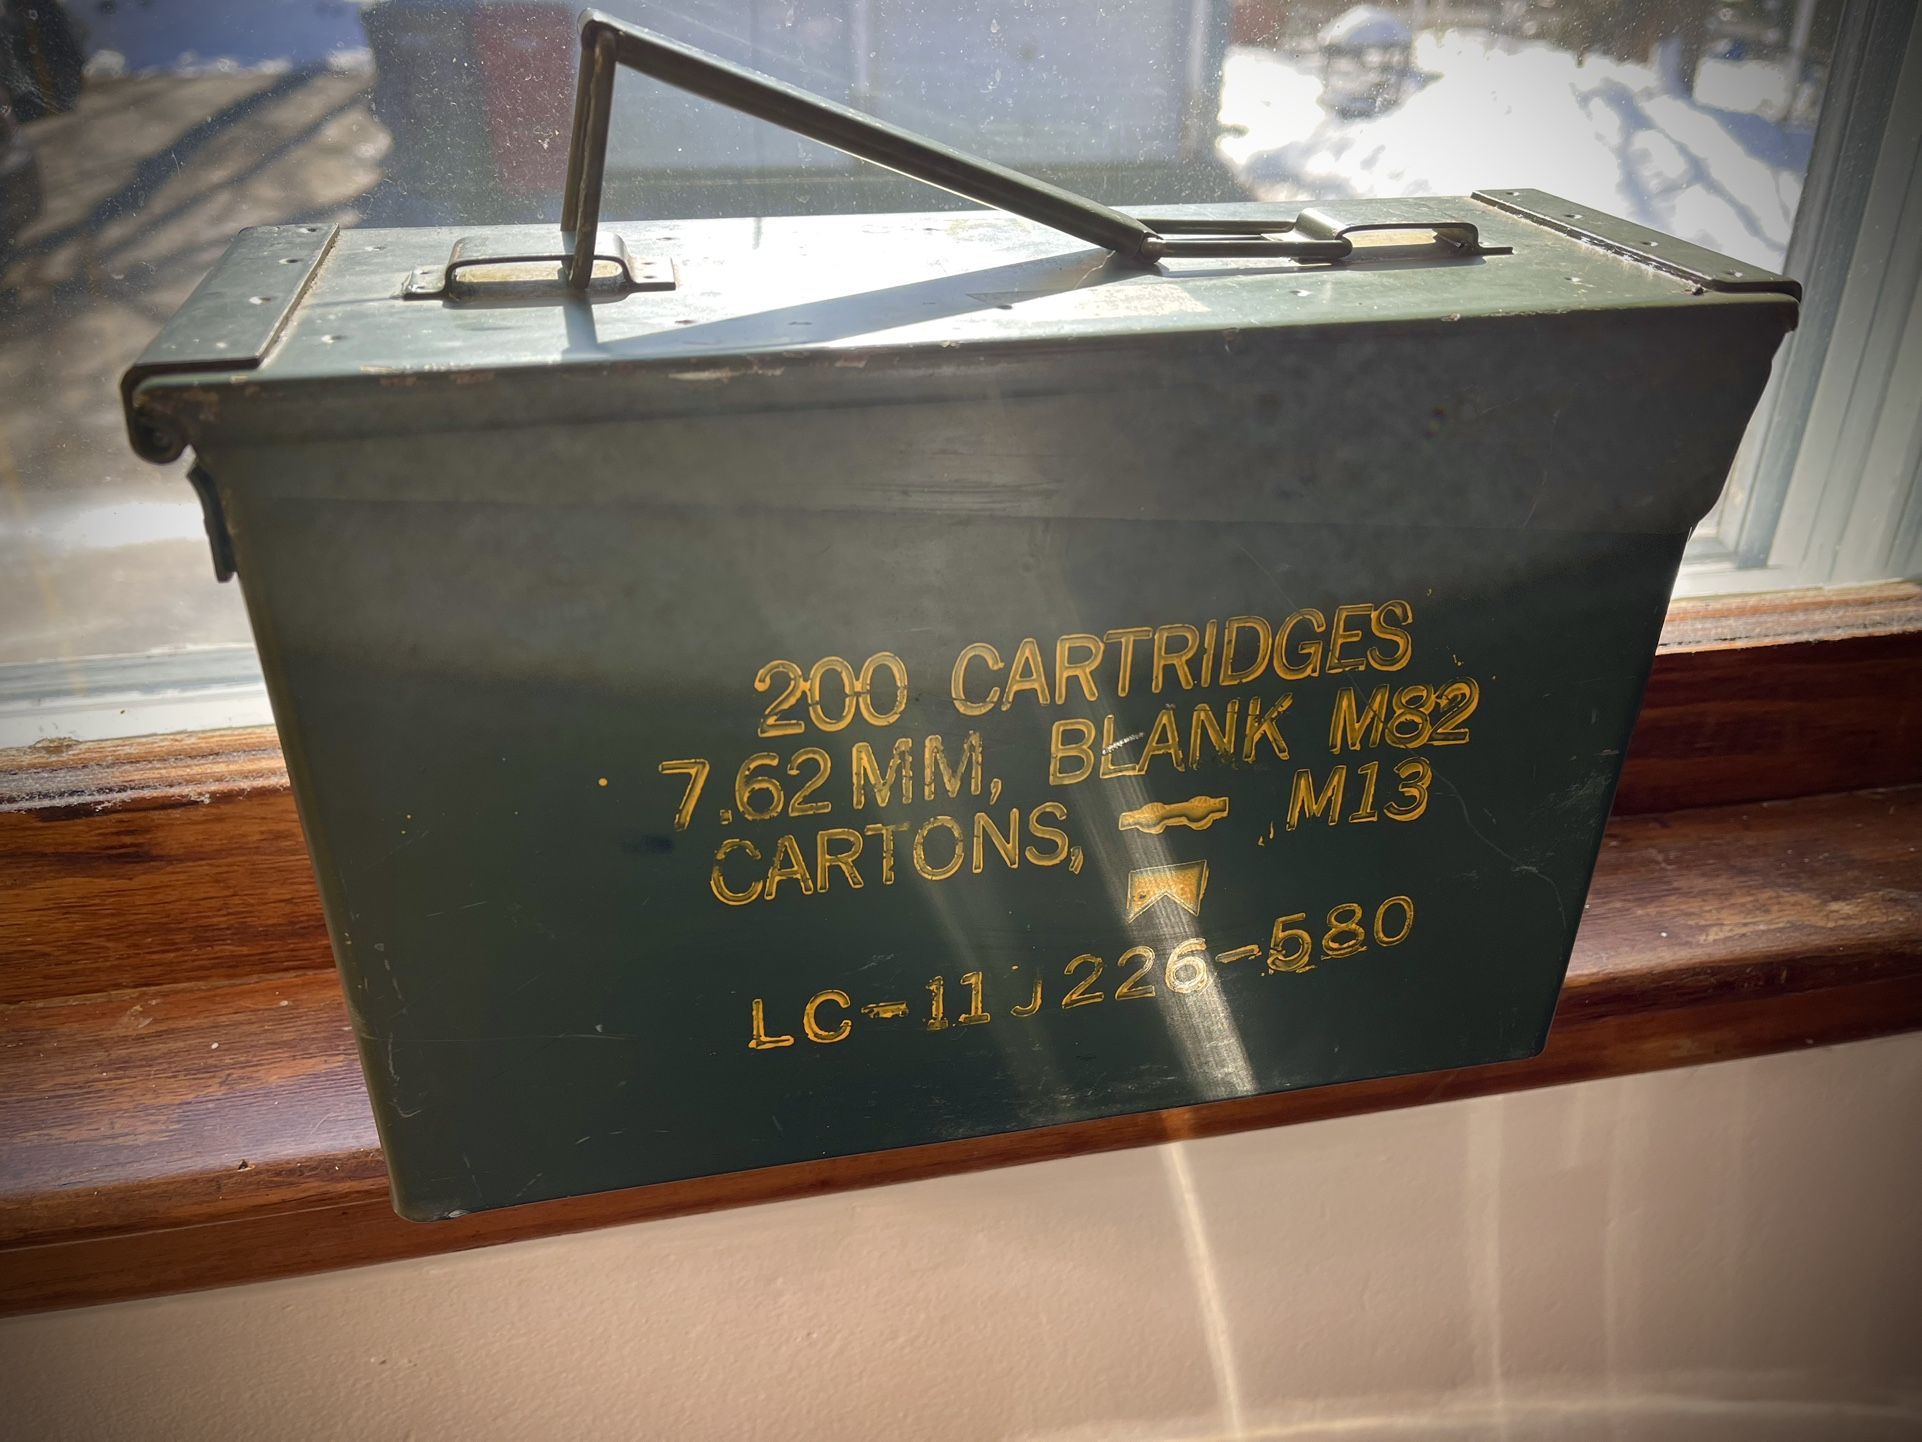 200 CARTRIDGES
7.62 MM, BLANK M82
CARTONS, M13
LC-11J226-580